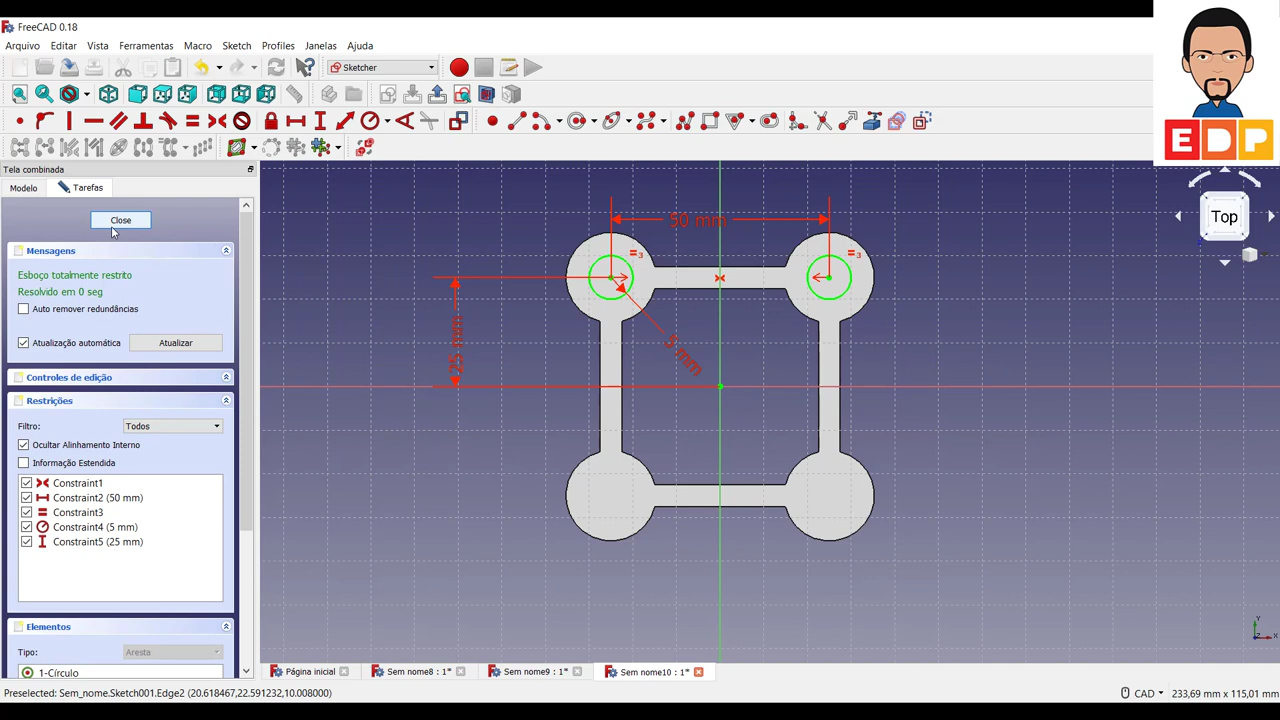 FreeCAD 0.18
Arquivo Editar Vista Ferramentas Macro Sketch Profiles Janelas Ajuda
Sketcher
EDP
Tela combinada
Modelo Tarefas
Close
Top
Mensagens
Esboço totalmente restrito
Resolvido em 0 seg
Auto remover redundâncias
Atualização automática Atualizar
Controles de edição
Restrições
Filtro: Todos
Ocultar Alinhamento Interno
Informação Estendida
Constraint1
Constraint2 (50 mm)
Constraint3
Constraint4 (5 mm)
Constraint5 (25 mm)
Elementos
Tipo: Aresta
1-Círculo
50 mm
=3
=3
25 mm
5 mm
Y
Z
X
Página inicial Sem nome8 : 1* Sem nome9 : 1* Sem nome10 : 1*
Preselected: Sem_nome.Sketch001.Edge2 (20.618467,22.591232,10.008000) CAD 233,69 mm x 115,01 mm